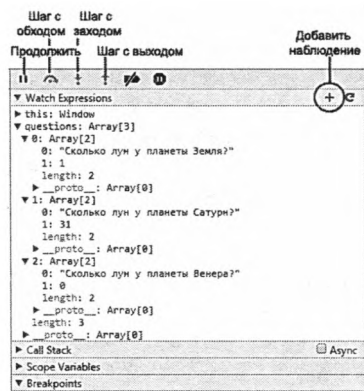 Шаг с обходом
Шаг с заходом
Продолжить
Шаг с выходом
Добавить наблюдение
▼ Watch Expressions
▶ this: Window
▼ questions: Array[3]
▼ 0: Array[2]
0: "Сколько лун у планеты Земля?"
1: 1
length: 2
▶ __proto__: Array[0]
▼ 1: Array[2]
0: "Сколько лун у планеты Сатурн?"
1: 31
length: 2
▶ __proto__: Array[0]
▼ 2: Array[2]
0: "Сколько лун у планеты Венера?"
1: 0
length: 2
▶ __proto__: Array[0]
length: 3
▶ __proto__: Array[0]
▶ Call Stack Async
▶ Scope Variables
▼ Breakpoints